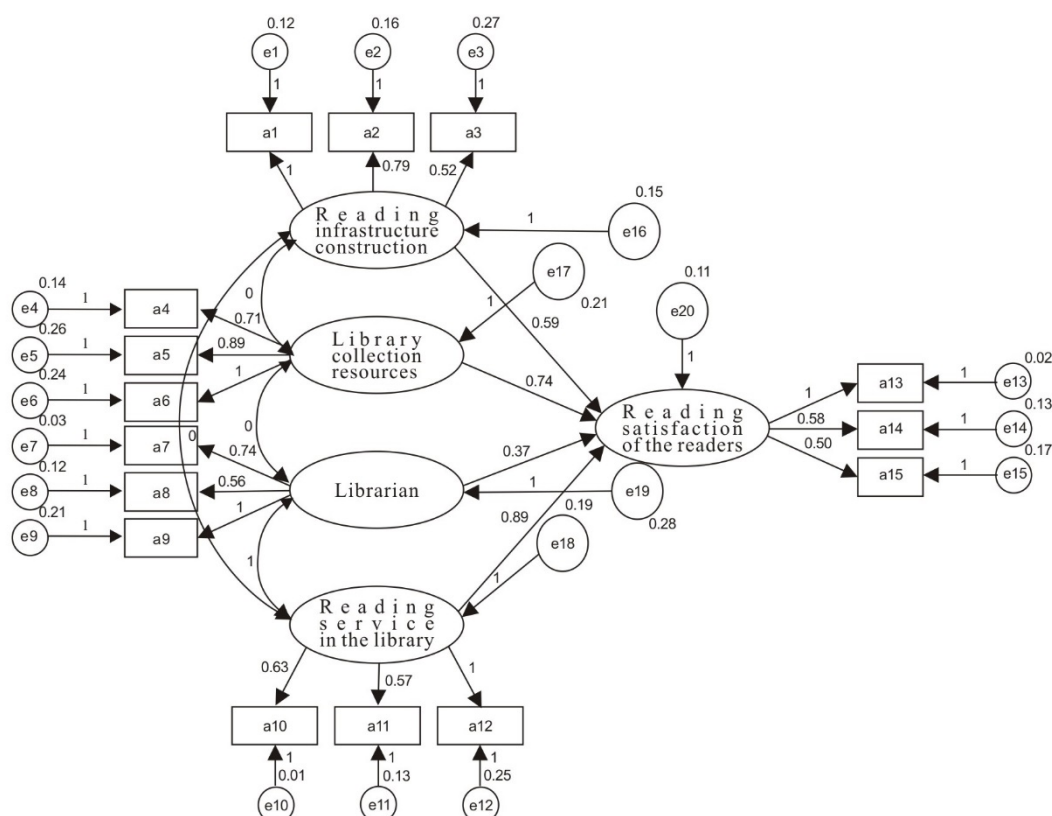 0.12
0.16
0.27
e1
e2
e3
1
1
1
a1
a2
a3
1
0.79
0.52
Reading
infrastructure
construction
0.15
1
e16
e17
0.11
0.14
e4
1
a4
0
0.71
1
0.21
0.59
e20
0.26
e5
1
a5
0.89
Library
collection
resources
1
0.24
e6
1
a6
1
0.74
0.02
1
a13
1
e13
0.03
e7
1
a7
0
0
0.74
0.37
Reading
satisfaction
of the readers
0.58
a14
1
0.13
e14
0.50
a15
1
0.17
e15
0.12
e8
1
a8
0.56
Librarian
1
e19
0.21
e9
1
a9
1
0.89
0.19
0.28
1
e18
1
Reading
service
in the library
0.63
0.57
1
a10
a11
a12
1
1
1
0.01
0.13
0.25
e10
e11
e12